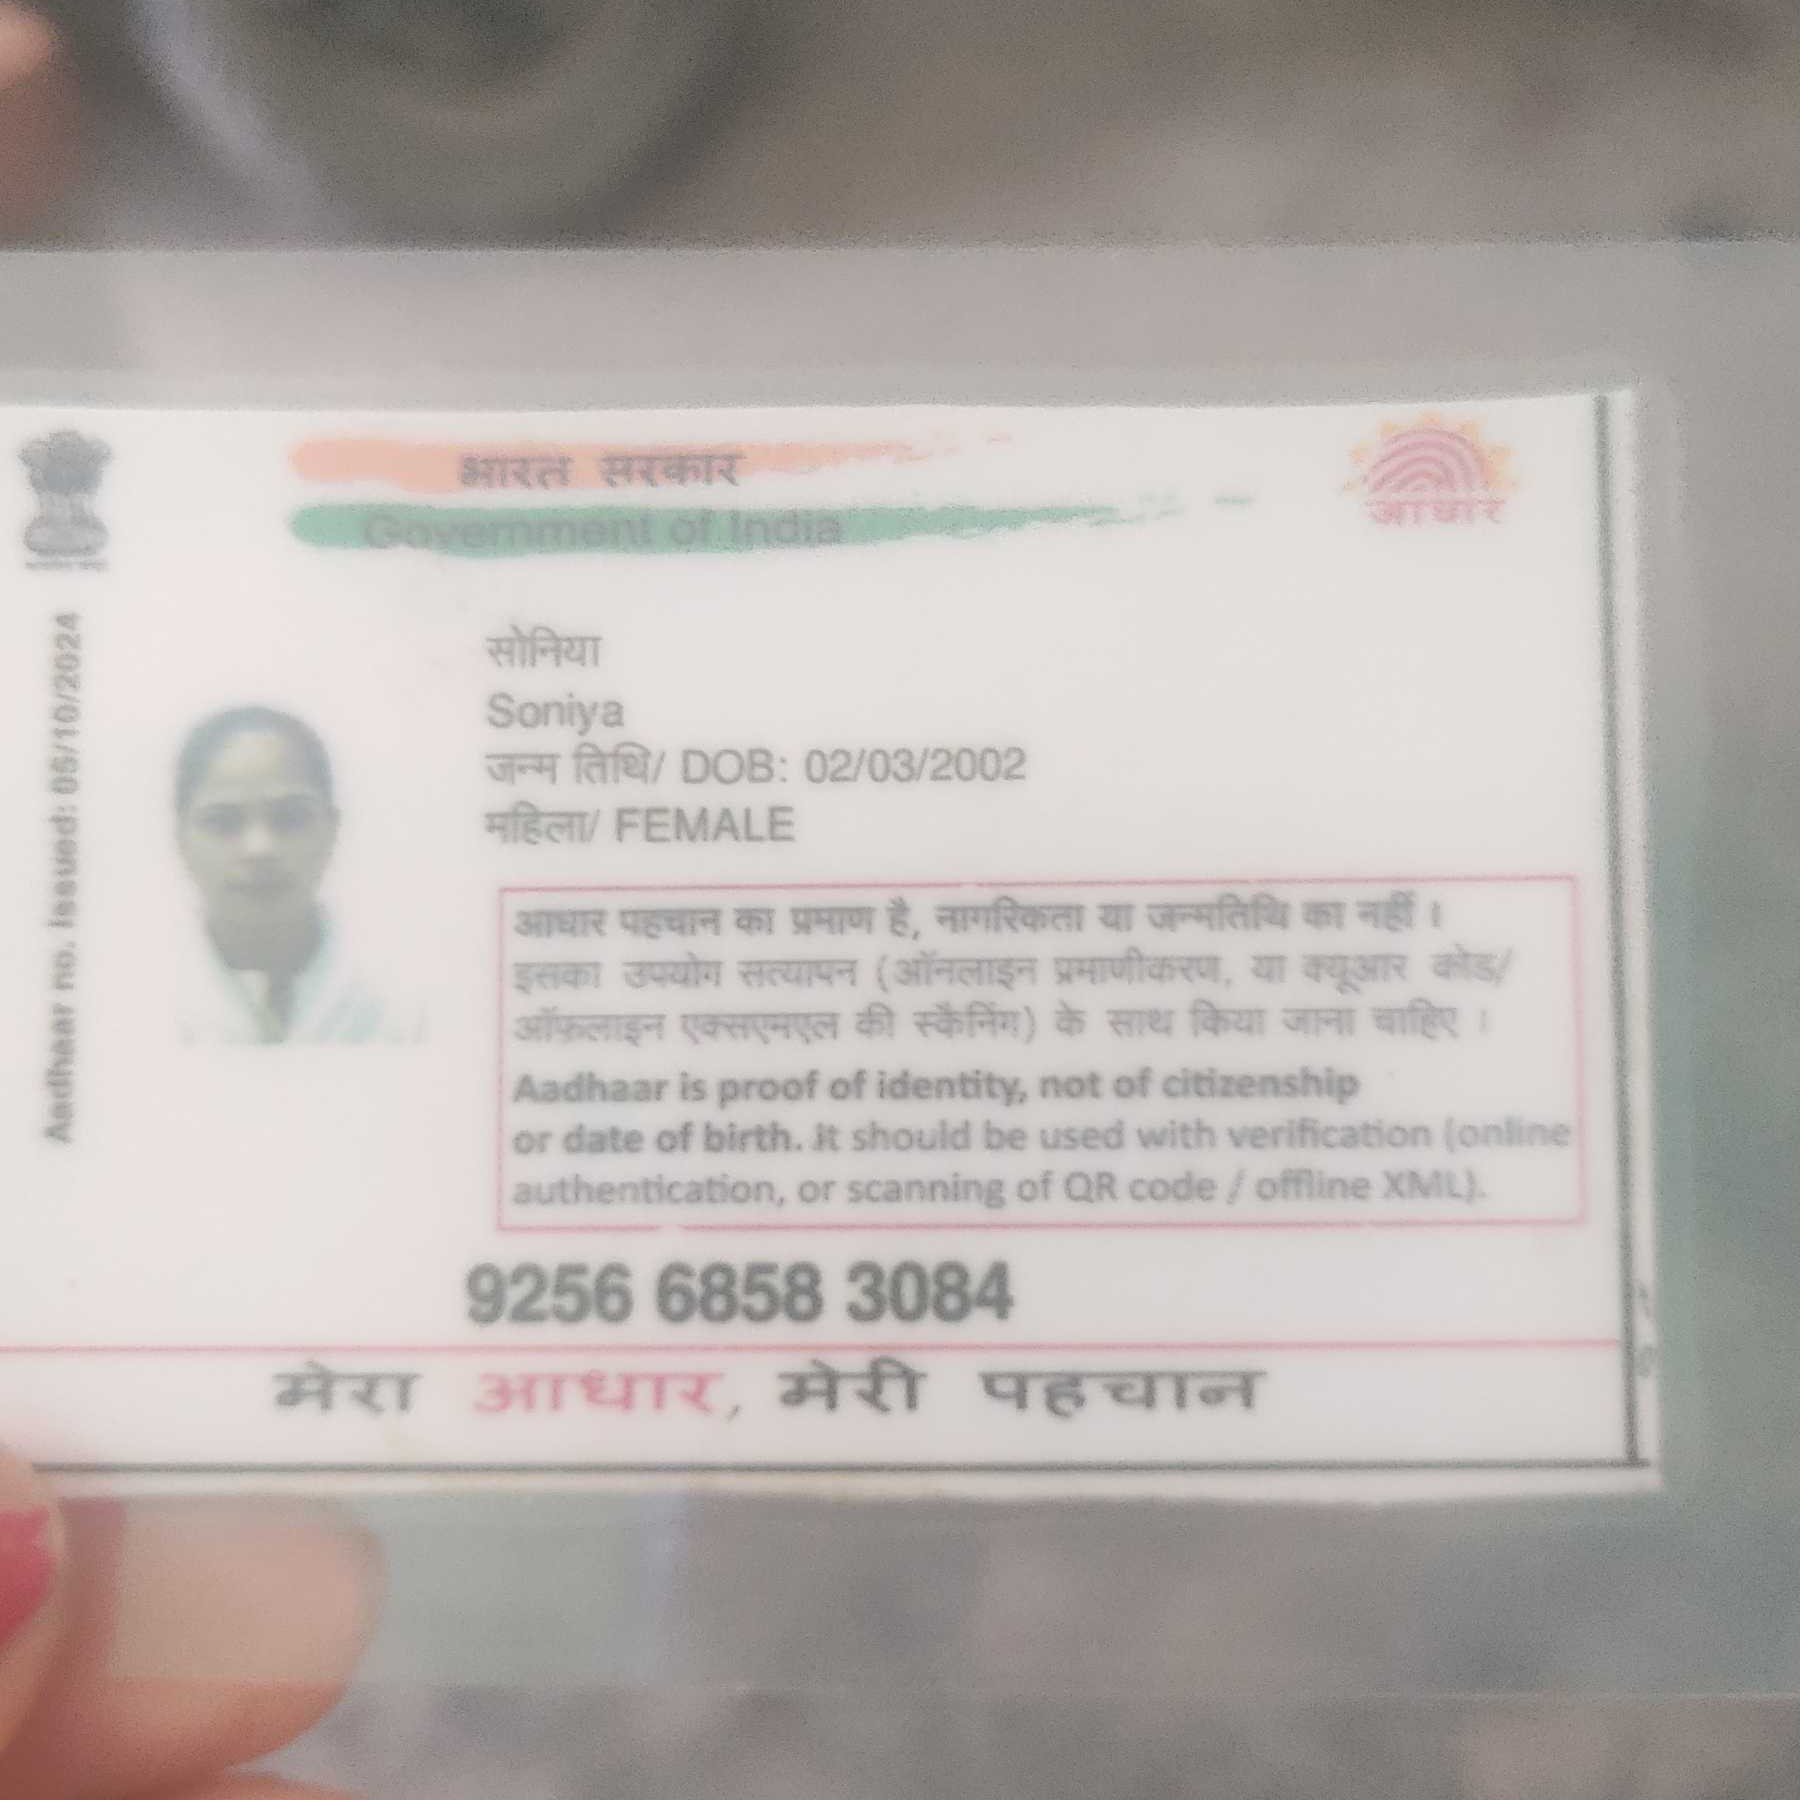 भारत सरकार
Government of India
आधार
Aadhaar no. issued: 05/10/2024
सोनिया
Soniya
जन्म तिथि/ DOB: 02/03/2002
महिला/ FEMALE
आधार पहचान का प्रमाण है, नागरिकता या जन्मतिथि का नहीं ।
इसका उपयोग सत्यापन (ऑनलाइन प्रमाणीकरण, या क्यूआर कोड/
ऑफ़लाइन एक्सएमएल की स्कैनिंग) के साथ किया जाना चाहिए ।
Aadhaar is proof of identity, not of citizenship
or date of birth. It should be used with verification (online
authentication, or scanning of QR code / offline XML).
9256 6858 3084
मेरा आधार, मेरी पहचान